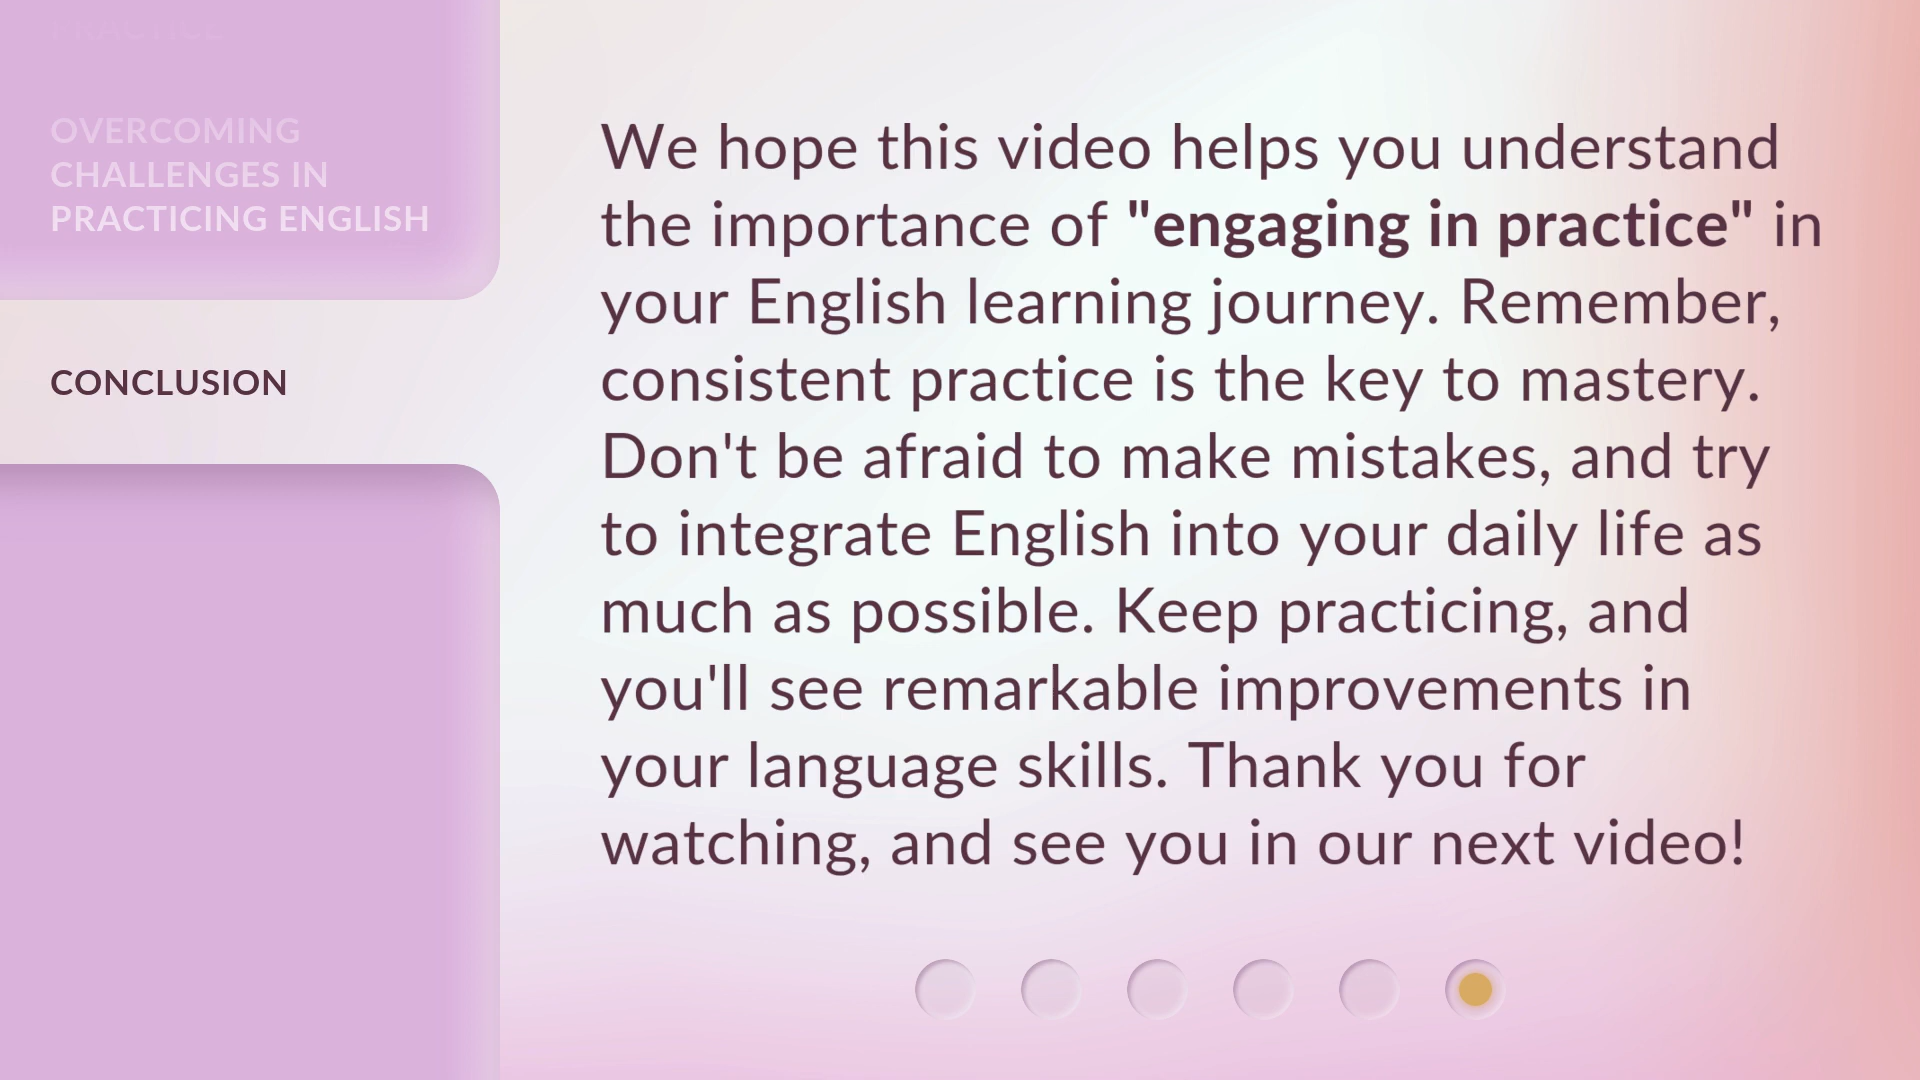 PRACTICE
OVERCOMING
CHALLENGES IN
PRACTICING ENGLISH
CONCLUSION
We hope this video helps you understand
the importance of "engaging in practice" in
your English learning journey. Remember,
consistent practice is the key to mastery.
Don't be afraid to make mistakes, and try
to integrate English into your daily life as
much as possible. Keep practicing, and
you'll see remarkable improvements in
your language skills. Thank you for
watching, and see you in our next video!